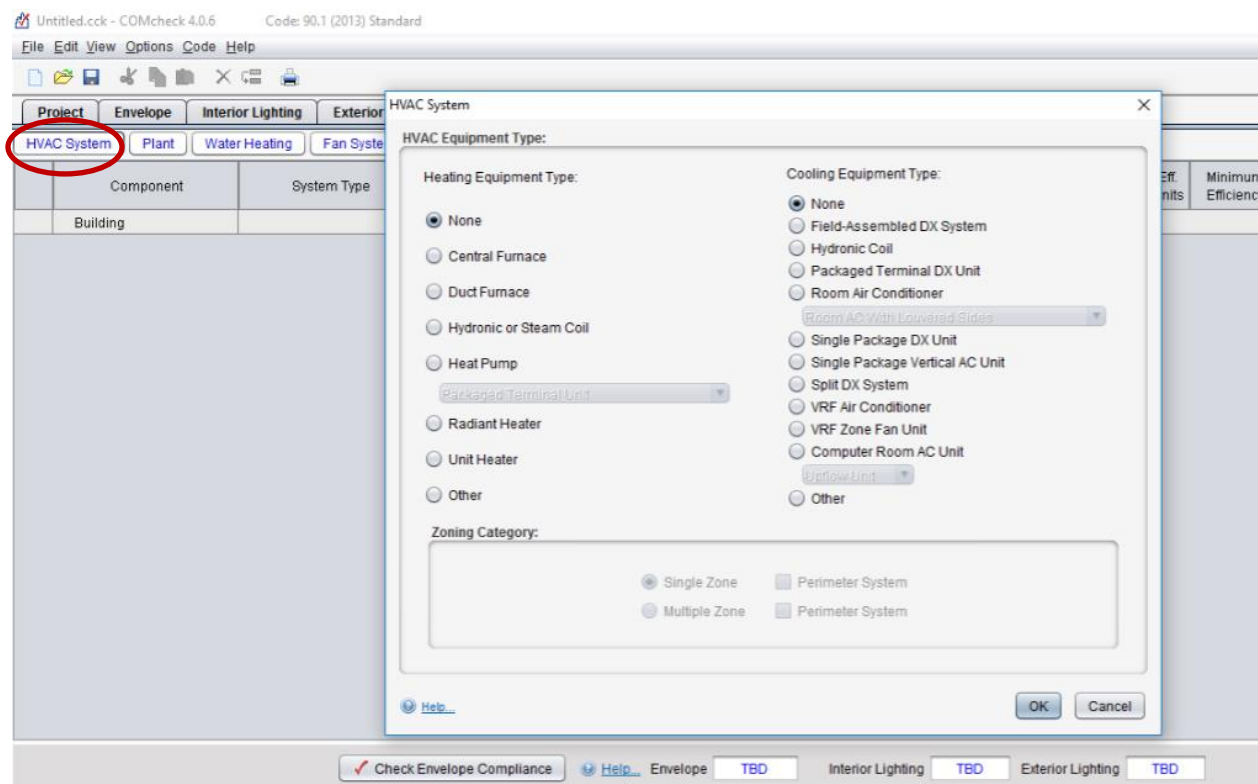 Untitled.cck - COMcheck 4.0.6 Code: 90.1 (2013) Standard
File Edit View Options Code Help
Project Envelope Interior Lighting Exterior
HVAC System Plant Water Heating Fan Syste
Component System Type Eff. nits Minimun Efficienc
Building
HVAC System
HVAC Equipment Type:
Heating Equipment Type:
None
Central Furnace
Duct Furnace
Hydronic or Steam Coil
Heat Pump
Packaged Terminal Unit
Radiant Heater
Unit Heater
Other
Cooling Equipment Type:
None
Field-Assembled DX System
Hydronic Coil
Packaged Terminal DX Unit
Room Air Conditioner
Room AC With Louvered Sides
Single Package DX Unit
Single Package Vertical AC Unit
Split DX System
VRF Air Conditioner
VRF Zone Fan Unit
Computer Room AC Unit
Upflow Unit
Other
Zoning Category:
Single Zone Perimeter System
Multiple Zone Perimeter System
Help... OK Cancel
Check Envelope Compliance Help... Envelope TBD Interior Lighting TBD Exterior Lighting TBD